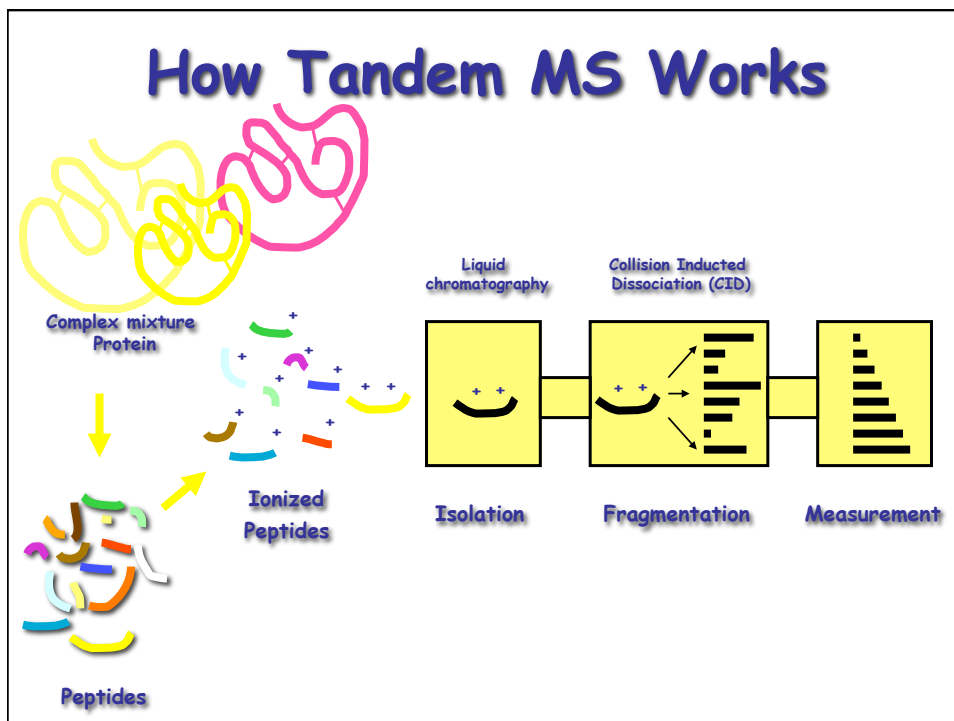 How Tandem MS Works
Complex mixture
Protein
Peptides
+
+
+
+
+
+ +
+
+
+
Ionized
Peptides
Liquid
chromatography
+ +
Isolation
Collision Inducted
Dissociation (CID)
+ +
Fragmentation
Measurement